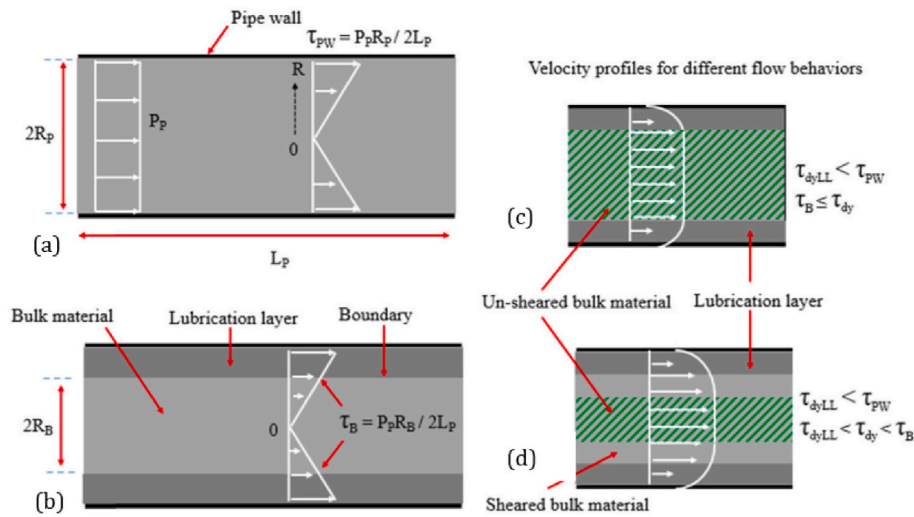 Pipe wall
τPW = PPRP / 2LP
(a)
2RP
PP
R
0
LP
Bulk material
Lubrication layer
Boundary
2RB
0
τB = PPRB / 2LP
(b)
Velocity profiles for different flow behaviors
(c)
τdyLL < τPW
τB ≤ τdy
Un-sheared bulk material
Lubrication layer
τdyLL < τPW
τdyLL < τdy < τB
(d)
Sheared bulk material